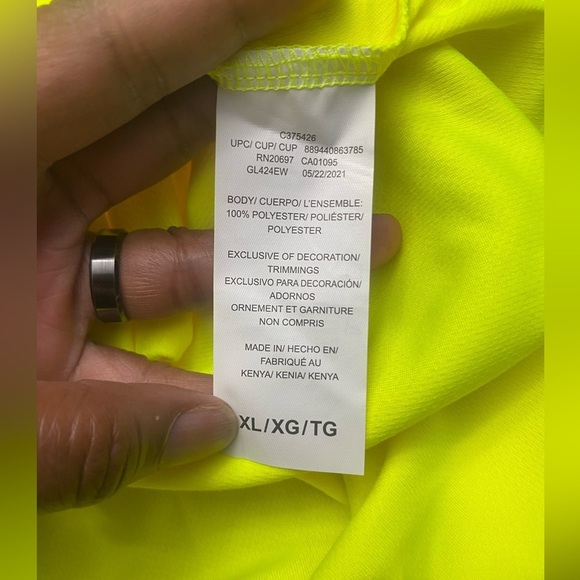 C375426
UPC/ CUP/ CUP 889440863785
RN20697 CA01095
GL424EW 05/22/2021
BODY/ CUERPO/ L'ENSEMBLE:
100% POLYESTER/ POLIÉSTER/
POLYESTER
EXCLUSIVE OF DECORATION/
TRIMMINGS
EXCLUSIVO PARA DECORACIÓN/
ADORNOS
ORNEMENT ET GARNITURE
NON COMPRIS
MADE IN/ HECHO EN/
FABRIQUÉ AU
KENYA/ KENIA/ KENYA
XL/XG/TG